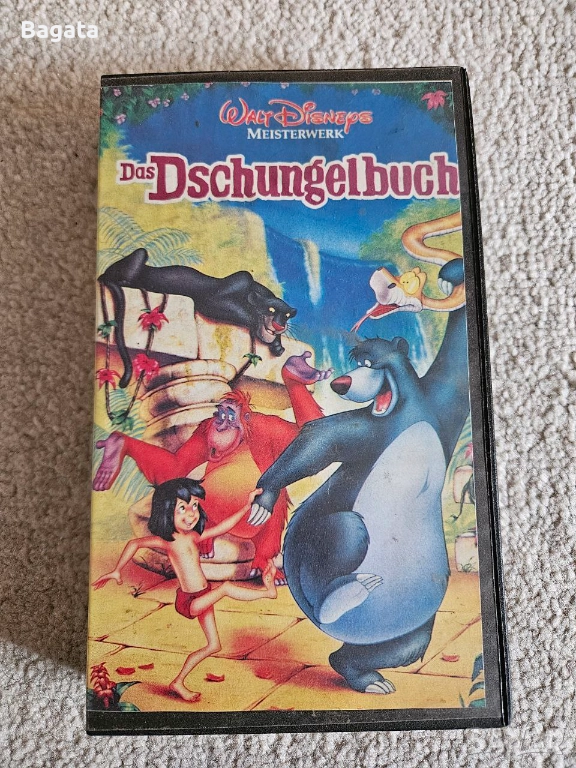 Bagata
Walt Disneys
MEISTERWERK
Das Dschungelbuch